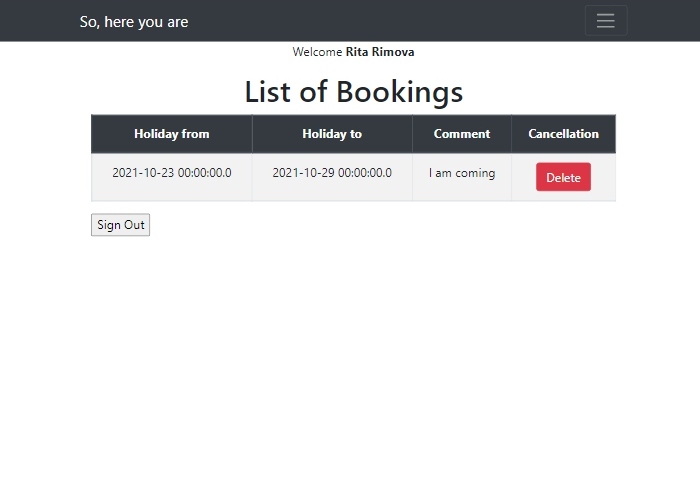 So, here you are
Welcome Rita Rimova
List of Bookings
Holiday from Holiday to Comment Cancellation
2021-10-23 00:00:00.0 2021-10-29 00:00:00.0 I am coming Delete
Sign Out